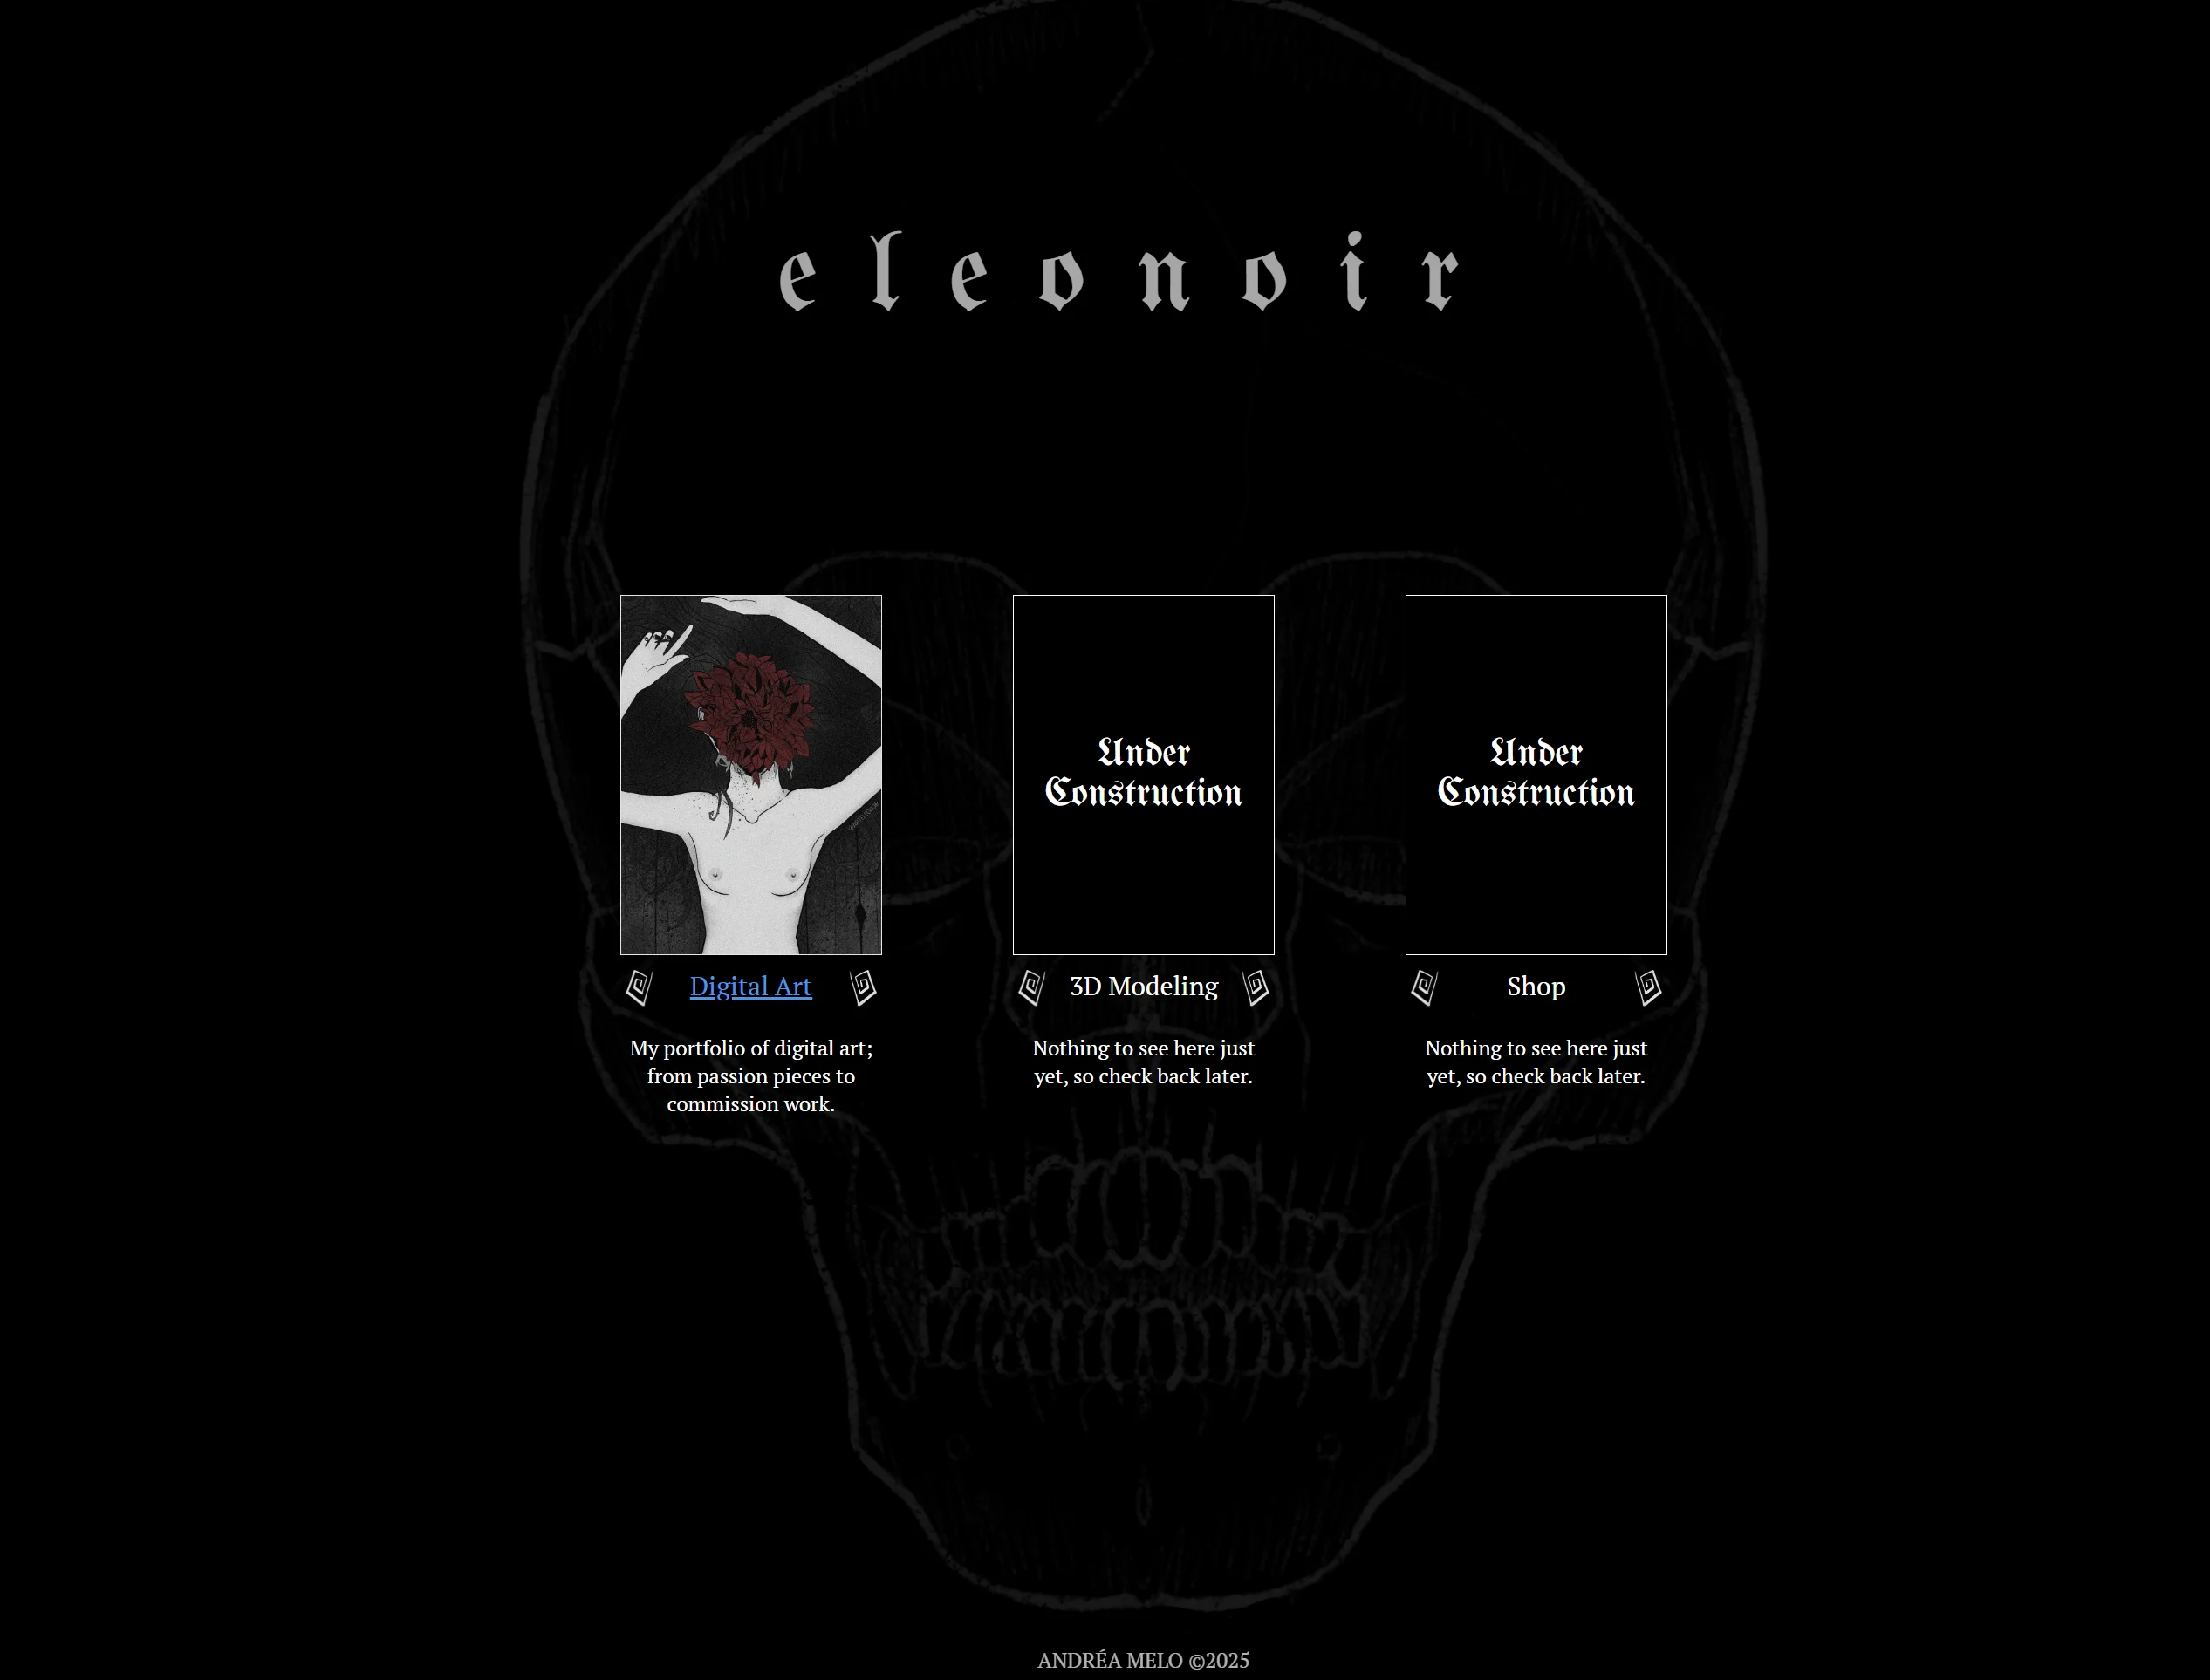 eleonoir
Under
Construction
Under
Construction
Digital Art
3D Modeling
Shop
My portfolio of digital art;
from passion pieces to
commission work.
Nothing to see here just
yet, so check back later.
Nothing to see here just
yet, so check back later.
ANDRÉA MELO ©2025